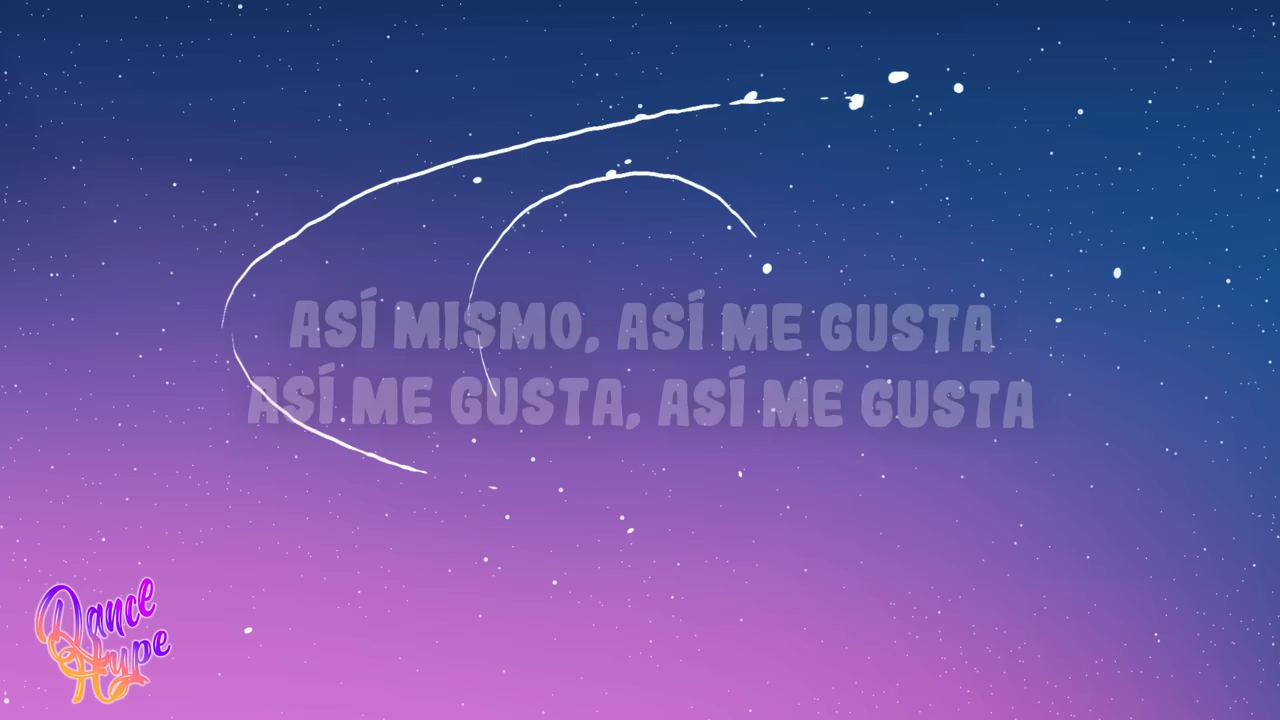 ASÍ MISMO, ASÍ ME GUSTA
ASÍ ME GUSTA, ASÍ ME GUSTA
Dance
Hype